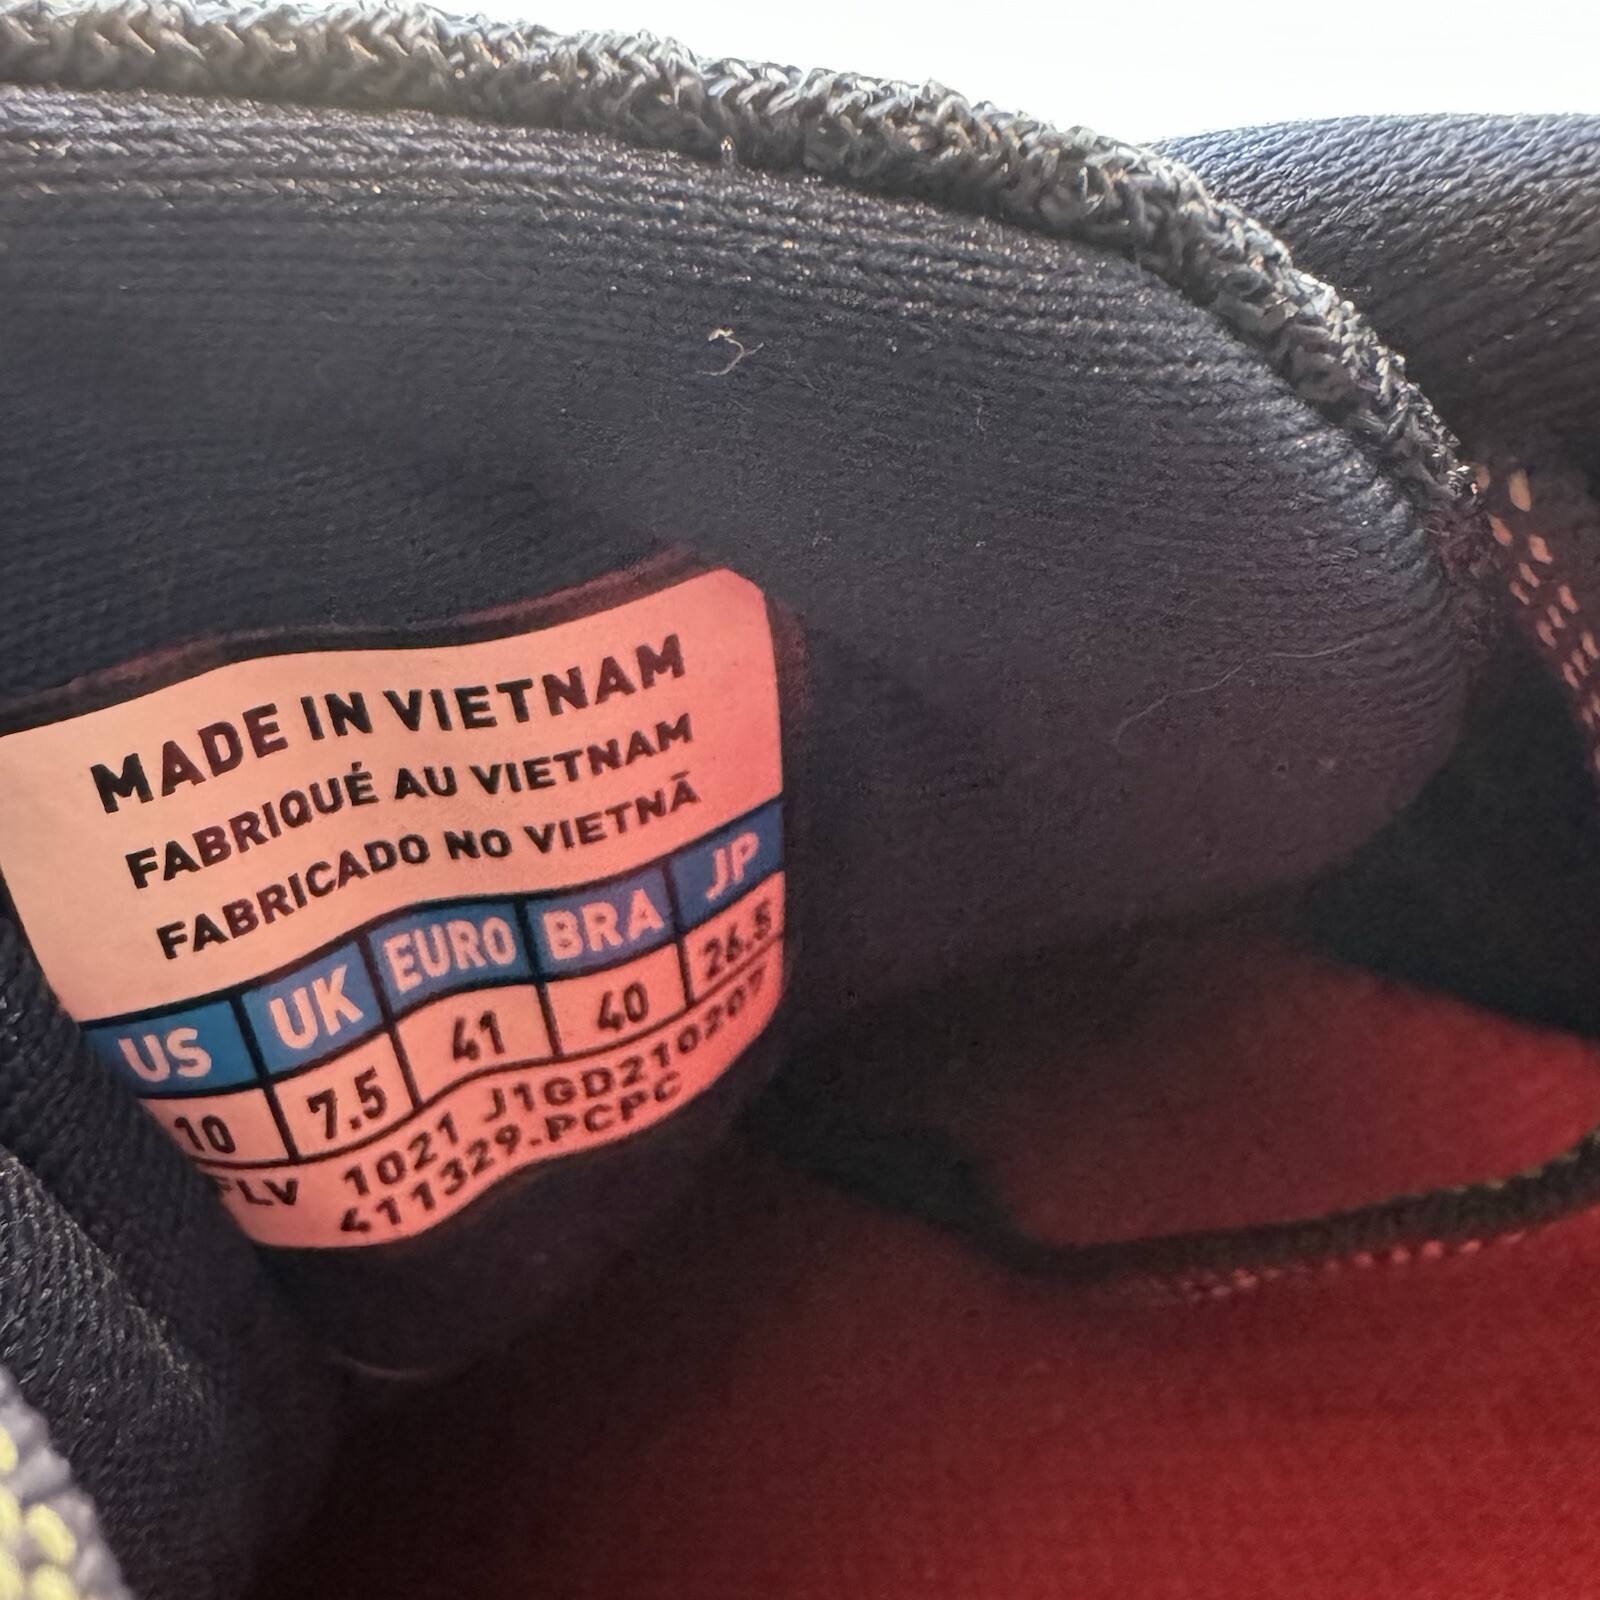 MADE IN VIETNAM
FABRIQUÉ AU VIETNAM
FABRICADO NO VIETNÃ
US UK EURO BRA JP
10 7.5 41 40 26.5
FLV 1021 J1GD210207
411329-PCPC